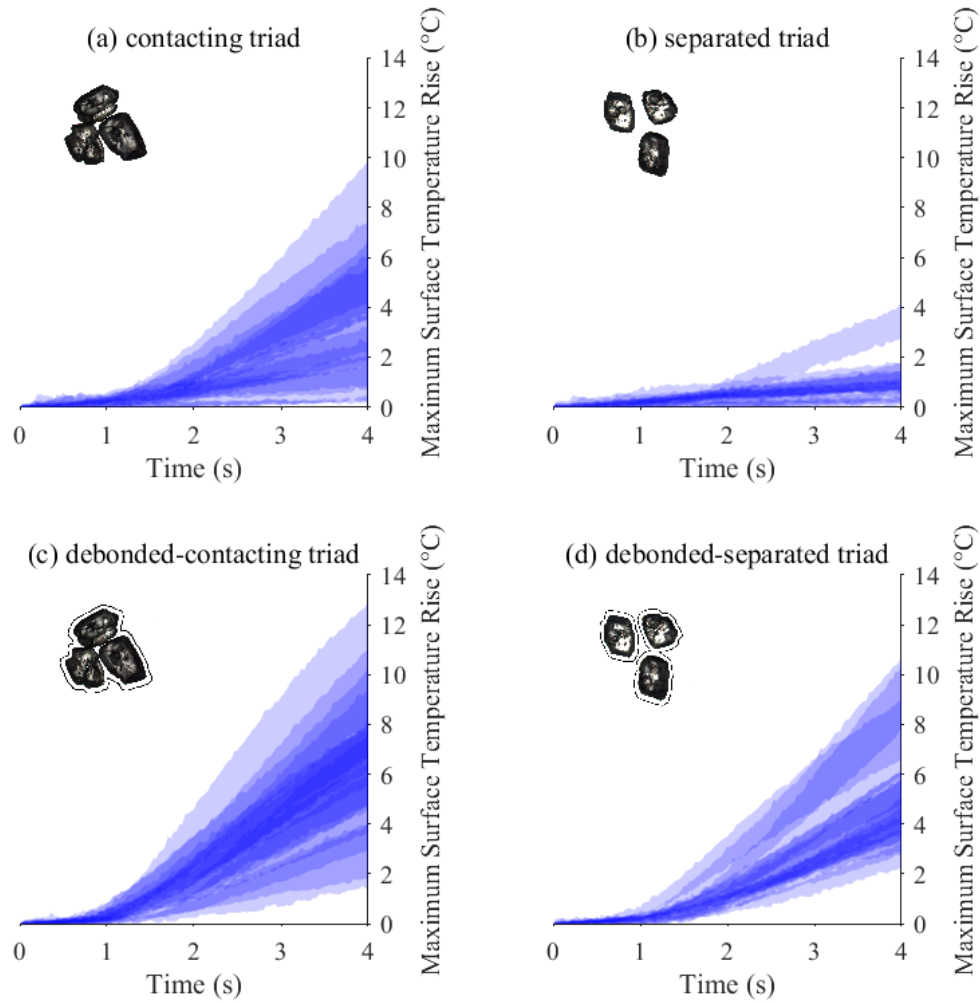 (a) contacting triad
14
12
10
8
6
4
2
0
Maximum Surface Temperature Rise (°C)
0 1 2 3 4
Time (s)
(b) separated triad
14
12
10
8
6
4
2
0
Maximum Surface Temperature Rise (°C)
0 1 2 3 4
Time (s)
(c) debonded-contacting triad
14
12
10
8
6
4
2
0
Maximum Surface Temperature Rise (°C)
0 1 2 3 4
Time (s)
(d) debonded-separated triad
14
12
10
8
6
4
2
0
Maximum Surface Temperature Rise (°C)
0 1 2 3 4
Time (s)